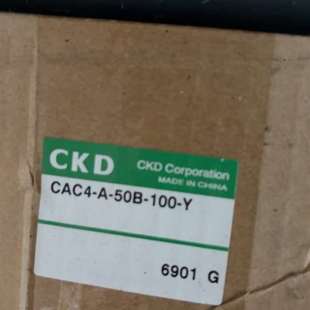 CKD CKD Corporation
MADE IN CHINA
CAC4-A-50B-100-Y
6901 G